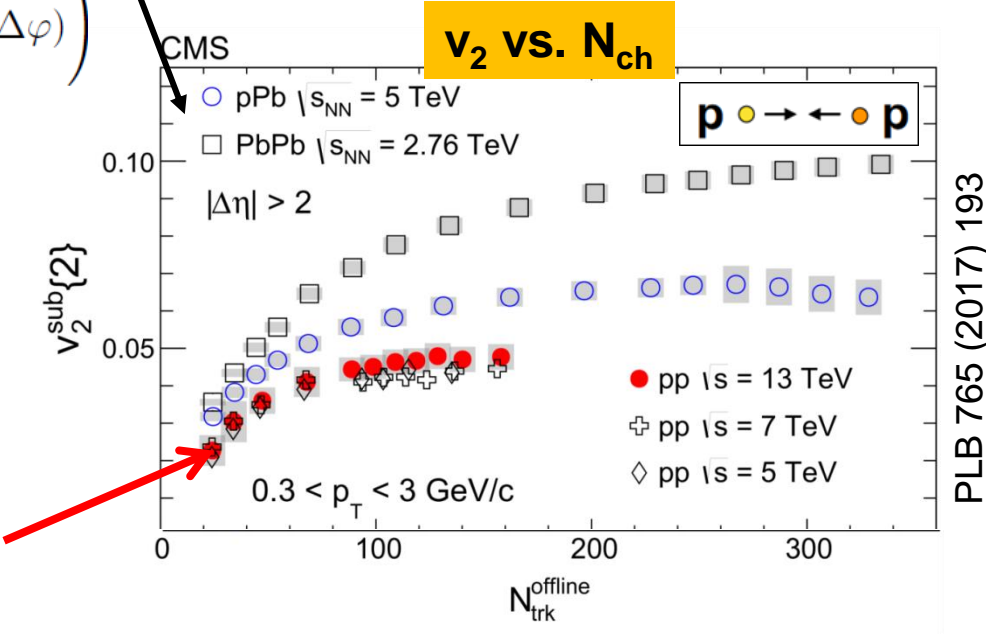 Δφ)
v₂ vs. N_ch
CMS
pPb √s_NN = 5 TeV
PbPb √s_NN = 2.76 TeV
p p
|Δη| > 2
0.10
0.05
v₂^sub{2}
pp √s = 13 TeV
pp √s = 7 TeV
pp √s = 5 TeV
0.3 < p_T < 3 GeV/c
0 100 200 300
N_trk^offline
PLB 765 (2017) 193